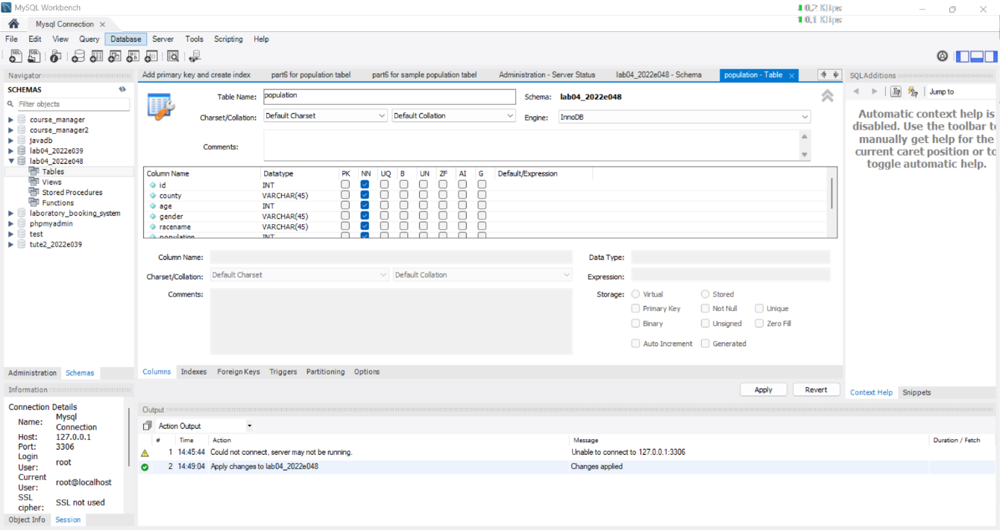 MySQL Workbench
0.2 KBps
0.1 KBps
Mysql Connection
File Edit View Query Database Server Tools Scripting Help
Navigator
SCHEMAS
Filter objects
course_manager
course_manager2
javadb
lab04_2022e039
lab04_2022e048
Tables
Views
Stored Procedures
Functions
laboratory_booking_system
phpmyadmin
test
tute2_2022e039
Administration Schemas
Information
Connection Details
Name: Mysql Connection
Host: 127.0.0.1
Port: 3306
Login User: root
Current User: root@localhost
SSL cipher: SSL not used
Object Info Session
Add primary key and create index part6 for population tabel part6 for sample population tabel Administration - Server Status lab04_2022e048 - Schema population - Table
Table Name: population Schema: lab04_2022e048
Charset/Collation: Default Charset Default Collation Engine: InnoDB
Comments:
Column Name Datatype PK NN UQ B UN ZF AI G Default/Expression
id INT
county VARCHAR(45)
age INT
gender VARCHAR(45)
racename VARCHAR(45)
population INT
Column Name: Data Type:
Charset/Collation: Default Charset Default Collation Expression:
Comments: Storage: Virtual Stored
Primary Key Not Null Unique
Binary Unsigned Zero Fill
Auto Increment Generated
Columns Indexes Foreign Keys Triggers Partitioning Options
Apply Revert
Output
Action Output
# Time Action Message Duration / Fetch
1 14:45:44 Could not connect, server may not be running. Unable to connect to 127.0.0.1:3306
2 14:49:04 Apply changes to lab04_2022e048 Changes applied
SQLAdditions
Jump to
Automatic context help is
disabled. Use the toolbar to
manually get help for the
current caret position or to
toggle automatic help.
Context Help Snippets